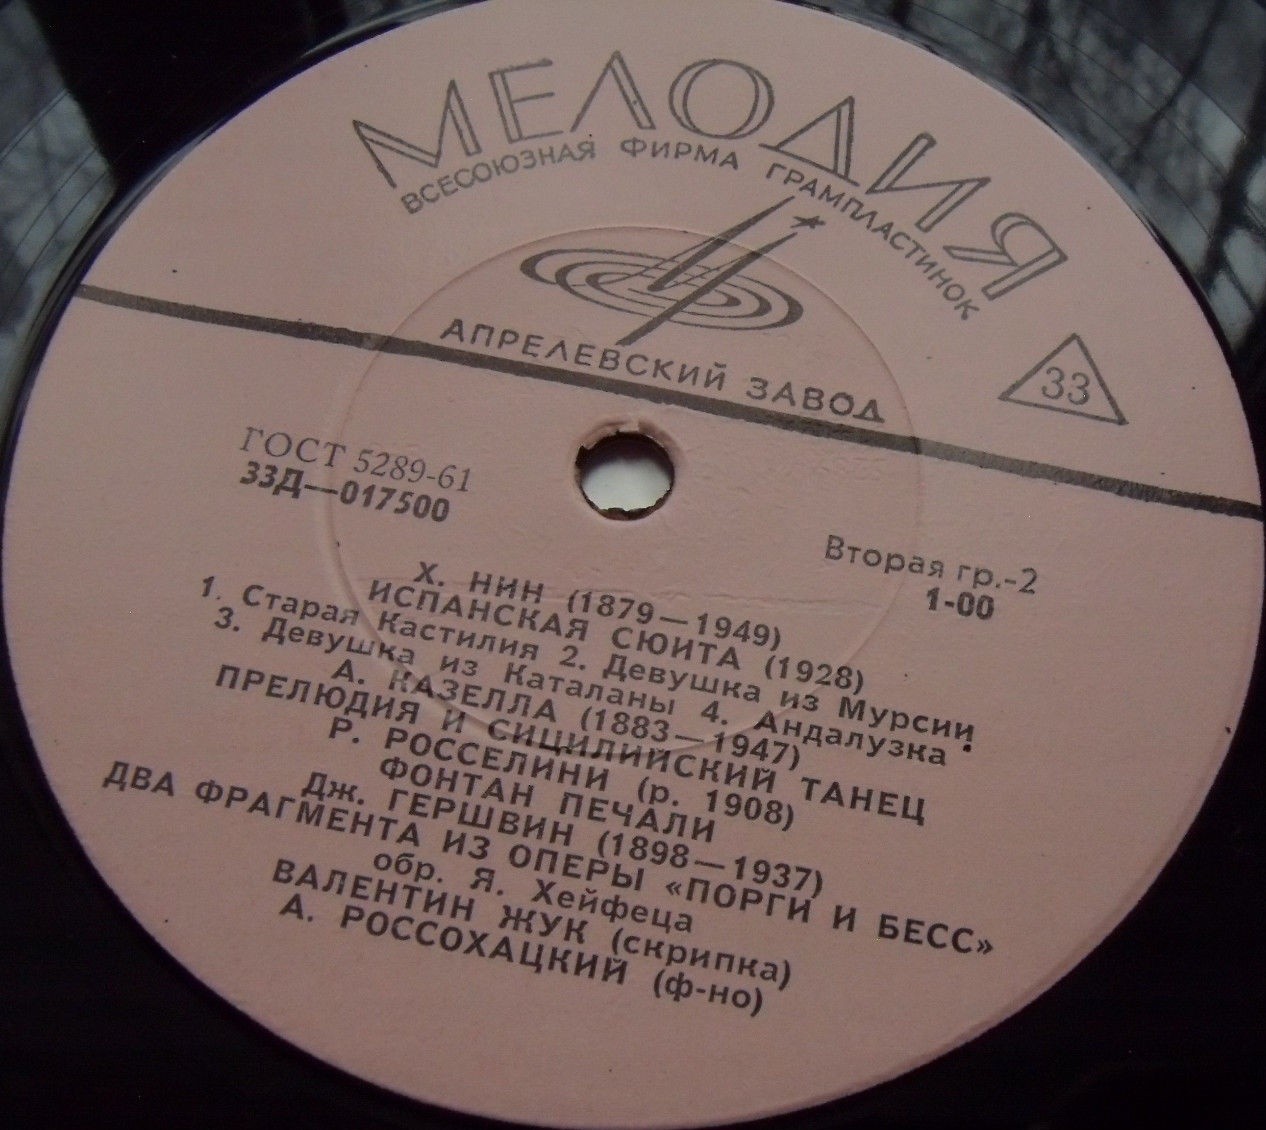 МЕЛОДИЯ
ВСЕСОЮЗНАЯ ФИРМА ГРАМПЛАСТИНОК
АПРЕЛЕВСКИЙ ЗАВОД
33
ГОСТ 5289-61
33Д—017500
Вторая гр.-2
1-00
Х. НИН (1879—1949)
ИСПАНСКАЯ СЮИТА (1928)
1. Старая Кастилия 2. Девушка из Мурсии
3. Девушка из Каталаны 4. Андалузка
А. КАЗЕЛЛА (1883—1947)
ПРЕЛЮДИЯ И СИЦИЛИЙСКИЙ ТАНЕЦ
Р. РОССЕЛИНИ (р. 1908)
ФОНТАН ПЕЧАЛИ
Дж. ГЕРШВИН (1898—1937)
ДВА ФРАГМЕНТА ИЗ ОПЕРЫ «ПОРГИ И БЕСС»
обр. Я. Хейфеца
ВАЛЕНТИН ЖУК (скрипка)
А. РОССОХАЦКИЙ (ф-но)